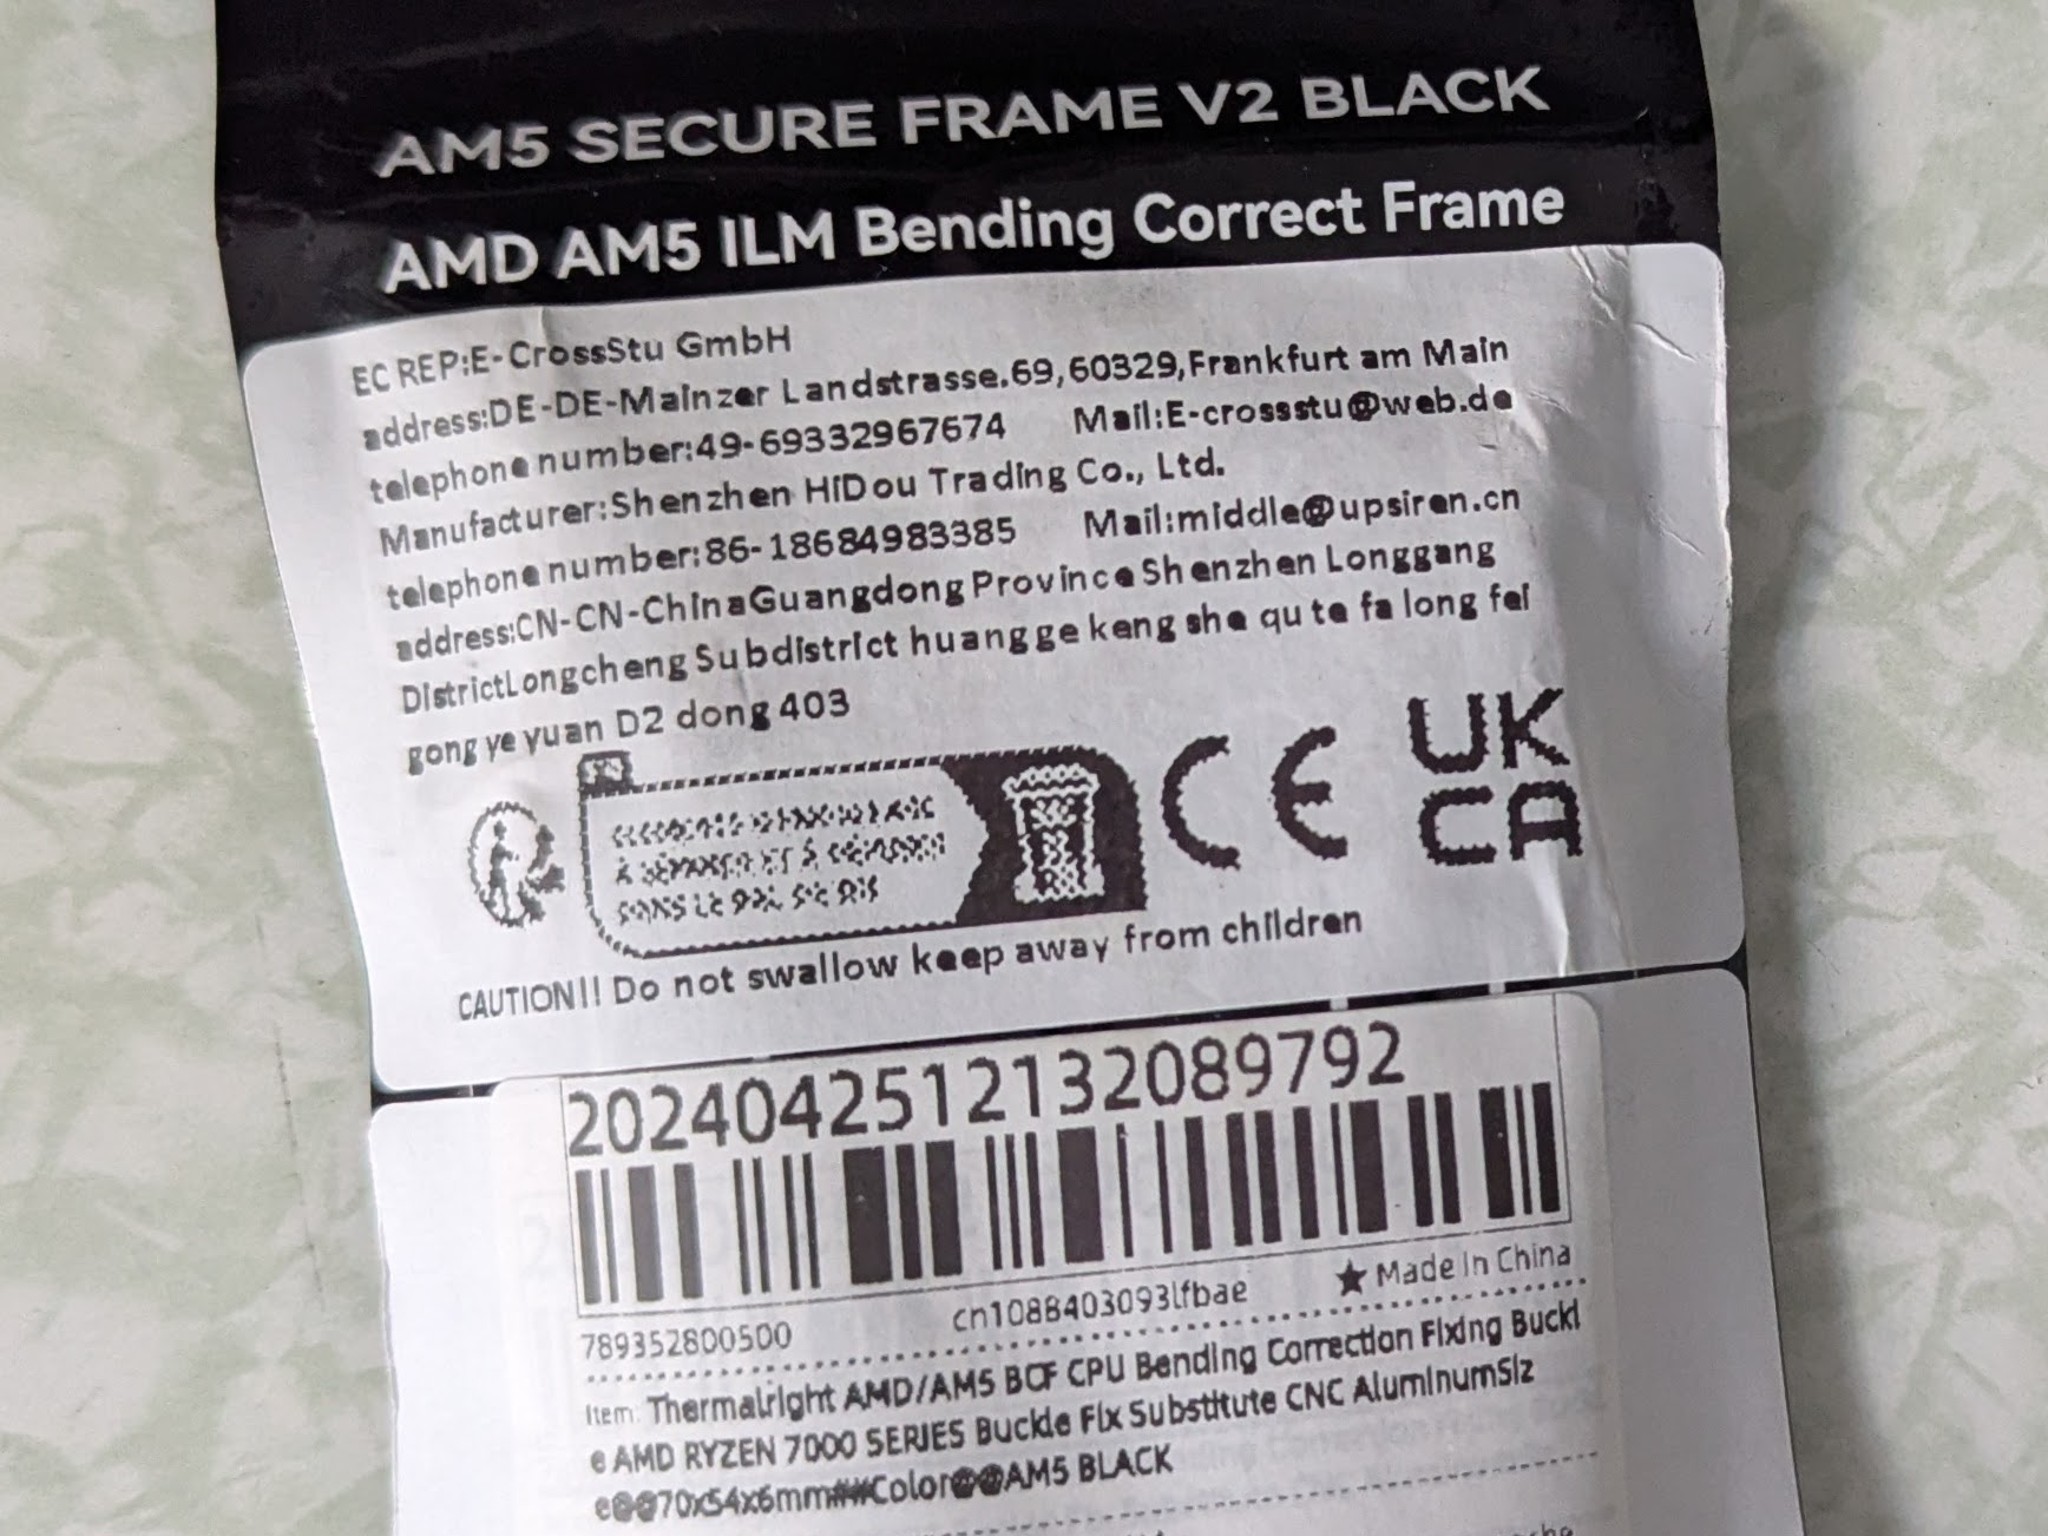 AM5 SECURE FRAME V2 BLACK
AMD AM5 ILM Bending Correct Frame
EC REP:E-CrossStu GmbH
address:DE-DE-Mainzer Landstrasse.69,60329,Frankfurt am Main
telephone number:49-69332967674 Mail:E-crossstu@web.de
Manufacturer:Shenzhen HiDou Trading Co., Ltd.
telephone number:86-18684983385 Mail:middle@upsiren.cn
address:CN-CN-ChinaGuangdong Province Shenzhen Longgang
DistrictLongcheng Subdistrict huang ge keng she qu te fa long fei
gong ye yuan D2 dong 403
CE
UK
CA
CAUTION!! Do not swallow keep away from children
20240425121320897​92
789352800500 cn1088403093lfbae ★ Made In China
Item: Thermalright AMD/AM5 BCF CPU Bending Correction Fixing Buckl
e AMD RYZEN 7000 SERIES Buckle Fix Substitute CNC AluminumSiz
e@@70x54x6mm##Color@@AM5 BLACK